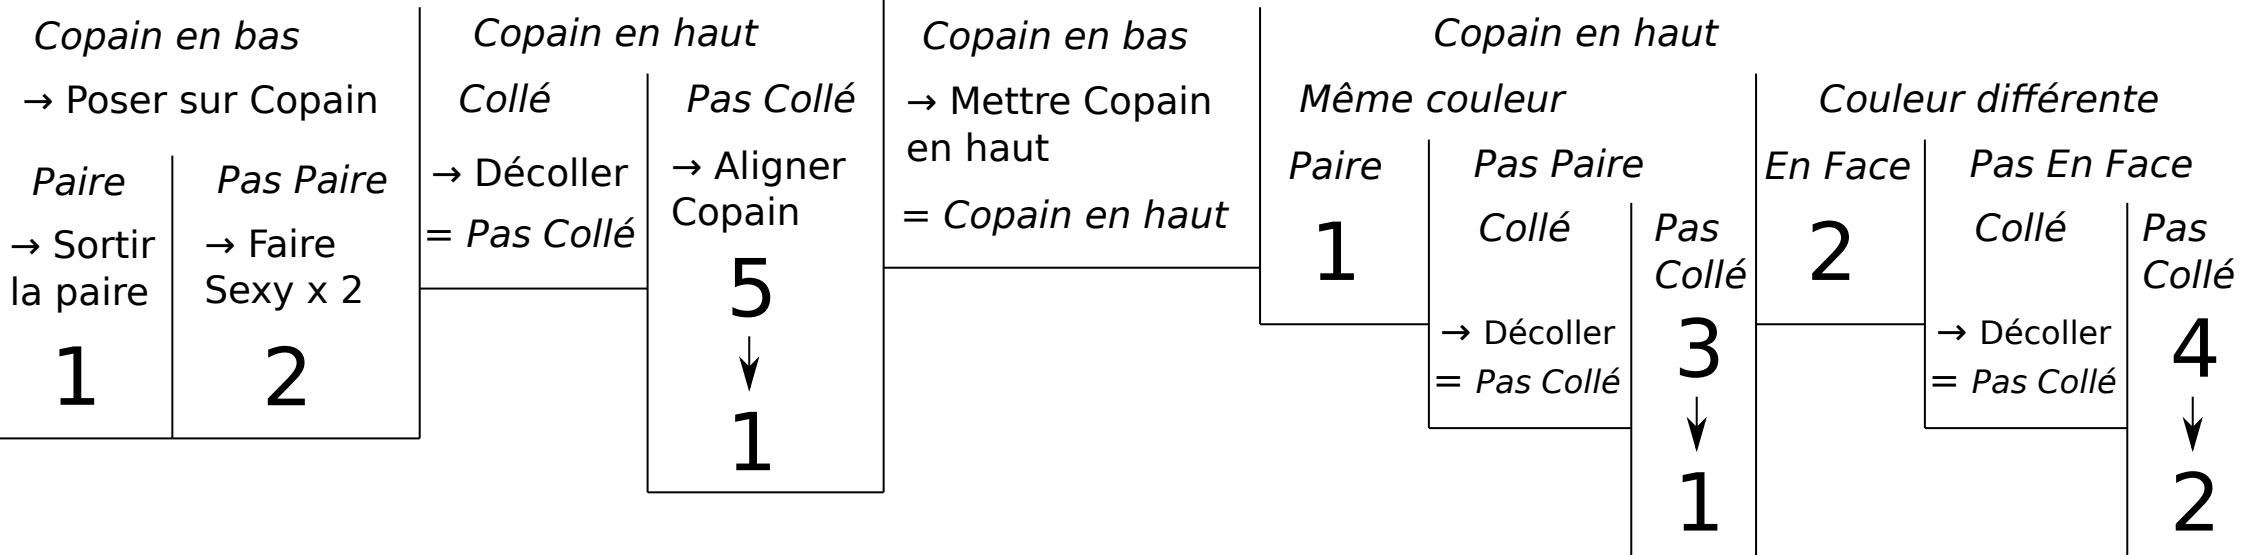 Copain en bas
→ Poser sur Copain
Paire
→ Sortir
la paire
1
Pas Paire
→ Faire
Sexy x 2
2
Copain en haut
Collé
→ Décoller
= Pas Collé
Pas Collé
→ Aligner
Copain
5
1
Copain en bas
→ Mettre Copain
en haut
= Copain en haut
Copain en haut
Même couleur
Paire
1
Pas Paire
Collé
→ Décoller
= Pas Collé
Pas
Collé
3
1
Couleur différente
En Face
2
Pas En Face
Collé
→ Décoller
= Pas Collé
Pas
Collé
4
2